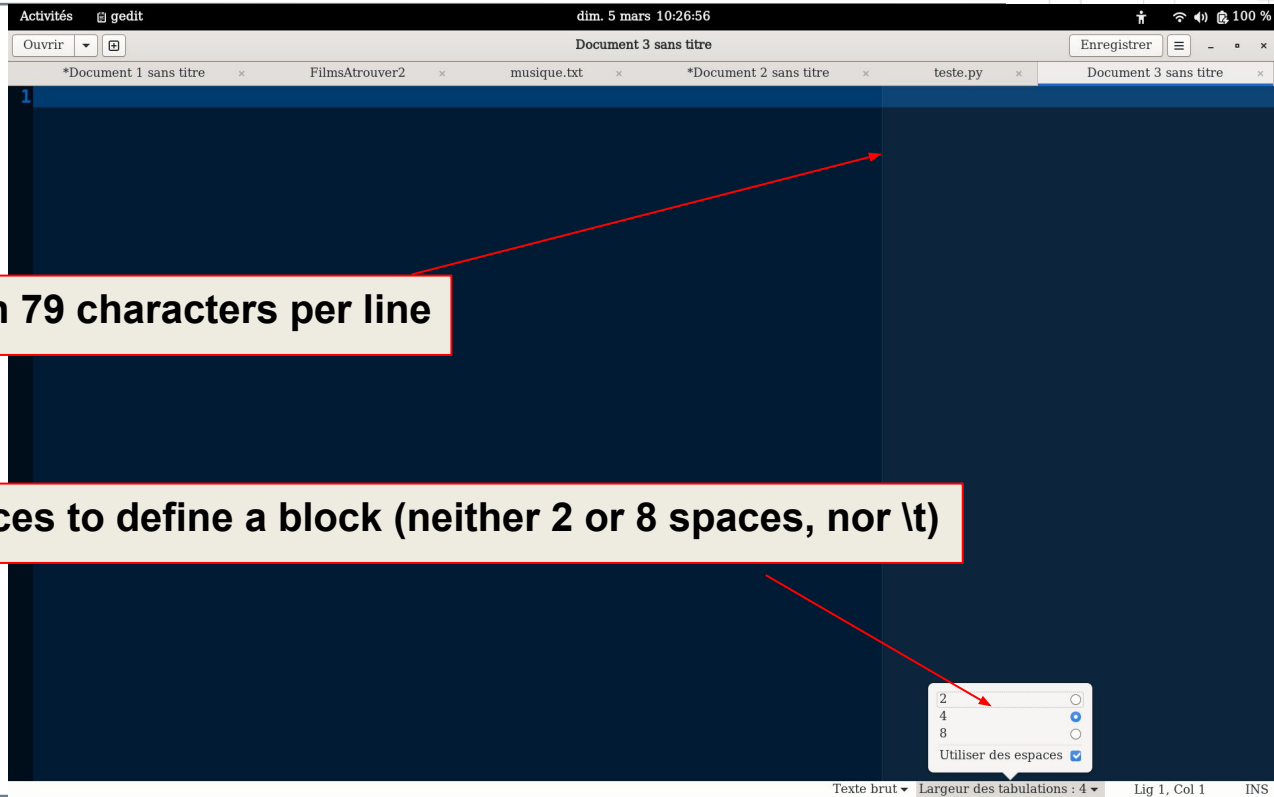 Activités gedit dim. 5 mars 10:26:56 100 %
Ouvrir Document 3 sans titre Enregistrer
*Document 1 sans titre × FilmsAtrouver2 × musique.txt × *Document 2 sans titre × teste.py × Document 3 sans titre ×
1
79 characters per line
to define a block (neither 2 or 8 spaces, nor \t)
2
4
8
Utiliser des espaces
Texte brut Largeur des tabulations : 4 Lig 1, Col 1 INS